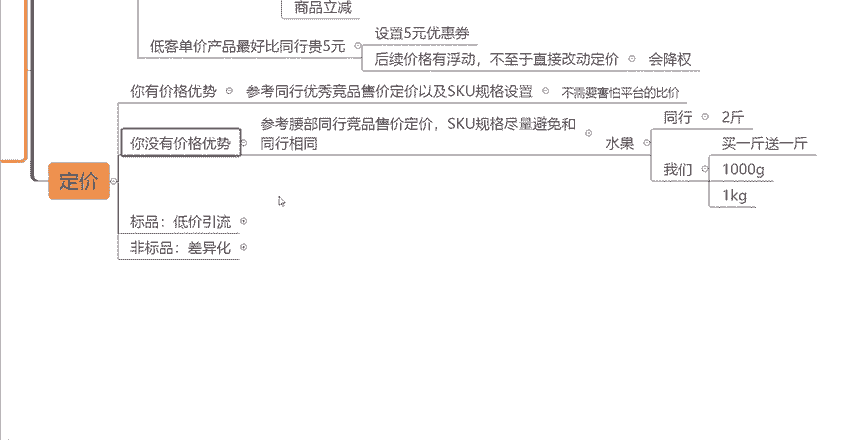 商品立减
低客单价产品最好比同行贵5元
设置5元优惠券
后续价格有浮动，不至于直接改动定价
会降权
你有价格优势
参考同行优秀竞品售价定价以及SKU规格设置
不需要害怕平台的比价
你没有价格优势
参考腰部同行竞品售价定价，SKU规格尽量避免和
同行相同
水果
同行
2斤
我们
买一斤送一斤
1000g
1kg
定价
标品：低价引流
非标品：差异化